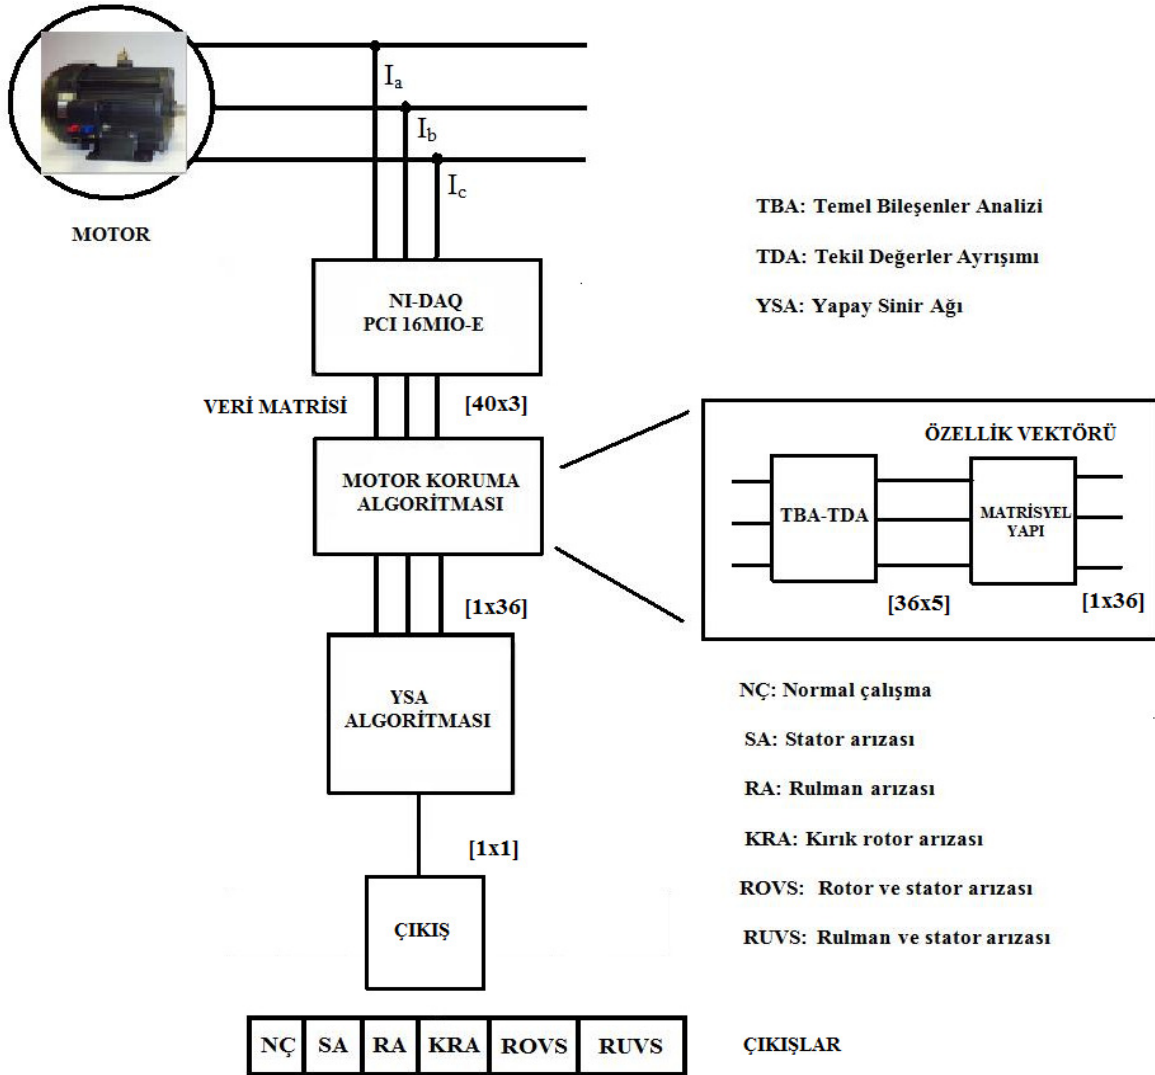 I_a
I_b
I_c
MOTOR
TBA: Temel Bileşenler Analizi
TDA: Tekil Değerler Ayrışımı
YSA: Yapay Sinir Ağı
NI-DAQ
PCI 16MIO-E
VERİ MATRİSİ
[40x3]
MOTOR KORUMA
ALGORİTMASI
ÖZELLİK VEKTÖRÜ
TBA-TDA
MATRİSYEL
YAPI
[36x5]
[1x36]
[1x36]
YSA
ALGORİTMASI
[1x1]
ÇIKIŞ
NÇ: Normal çalışma
SA: Stator arızası
RA: Rulman arızası
KRA: Kırık rotor arızası
ROVS: Rotor ve stator arızası
RUVS: Rulman ve stator arızası
NÇ SA RA KRA ROVS RUVS
ÇIKIŞLAR